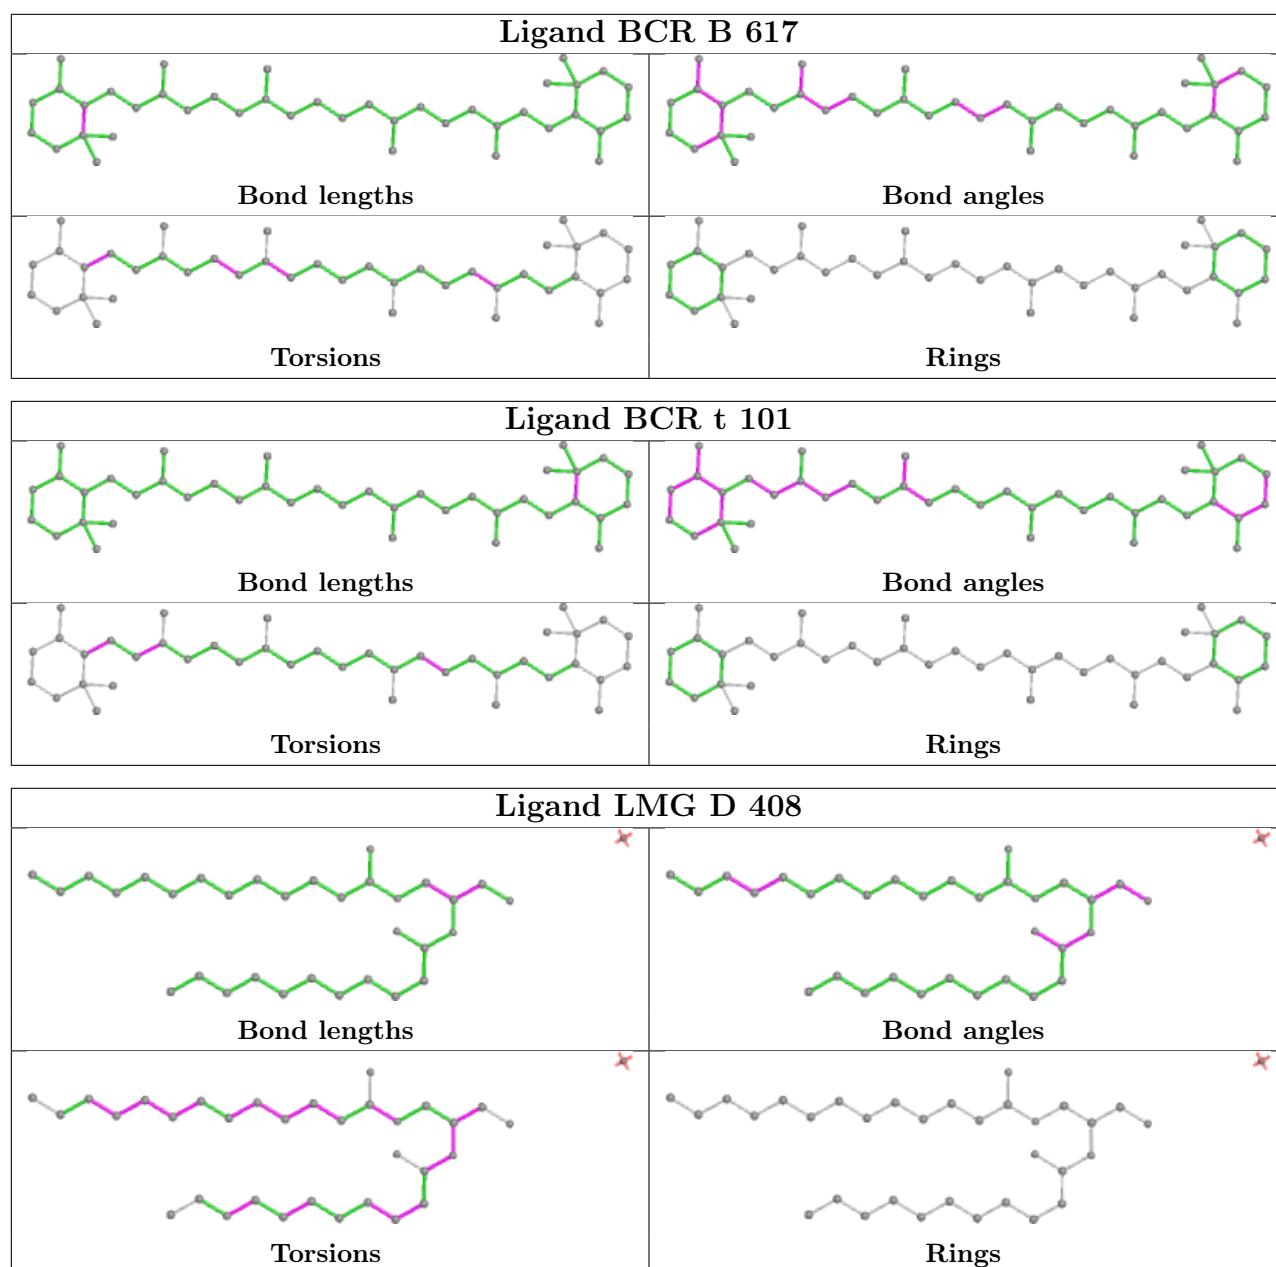 Ligand BCR B 617
Bond lengths
Bond angles
Torsions
Rings
Ligand BCR t 101
Bond lengths
Bond angles
Torsions
Rings
Ligand LMG D 408
Bond lengths
Bond angles
Torsions
Rings